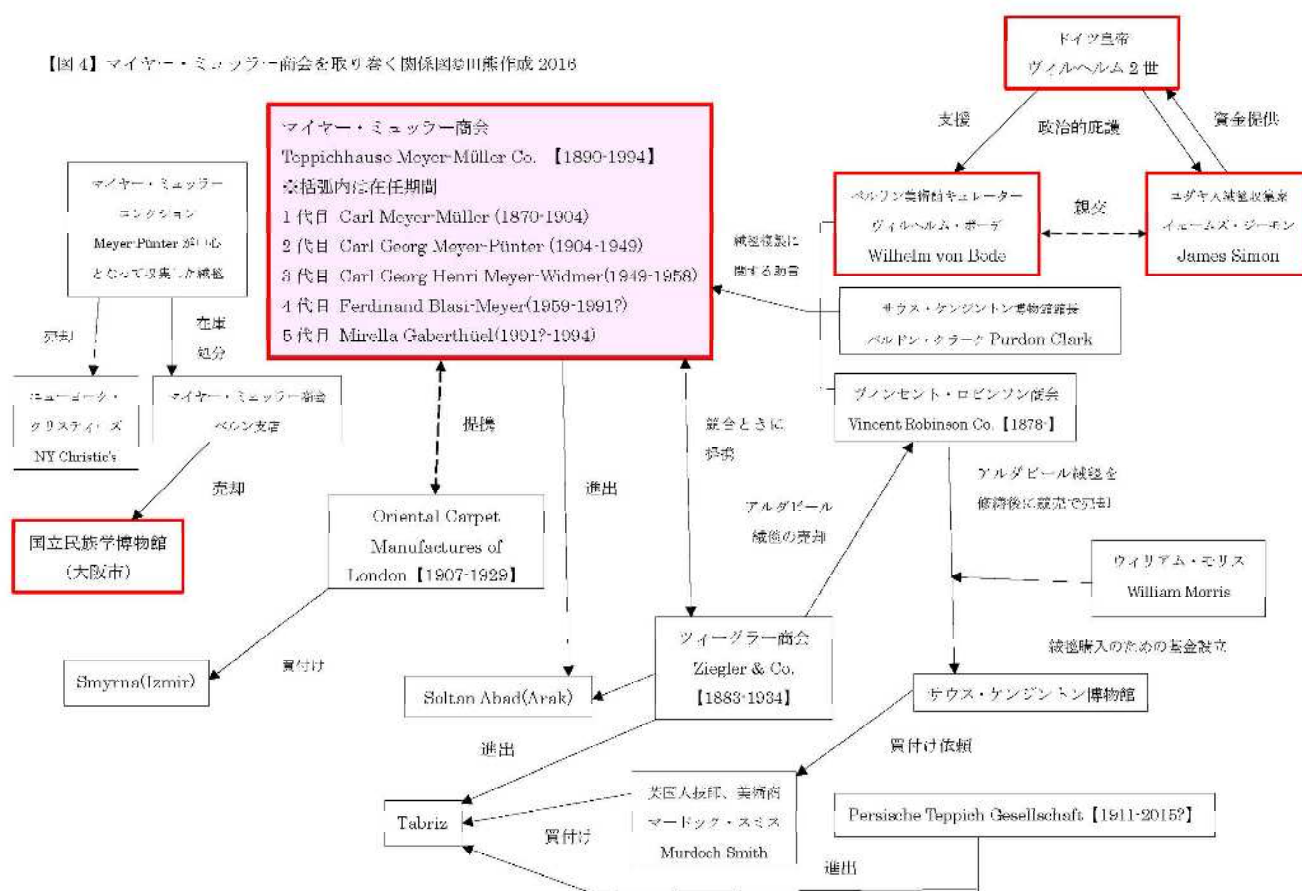 【図4】マイヤー・ミュッラー商会を取り巻く関係図©田熊作成 2016
ドイツ皇帝
ヴィルヘルム2世
支援
政治的庇護
資金提供
マイヤー・ミュッラー商会
Teppichhause Meyer-Müller Co. 【1890-1994】
※括弧内は在任期間
1代目 Carl Meyer-Müller (1870-1904)
2代目 Carl Georg Meyer-Pünter (1904-1949)
3代目 Carl Georg Henri Meyer-Widmer(1949-1958)
4代目 Ferdinand Blasi-Meyer(1959-1991?)
5代目 Mirella Gaberthüel(1991?-1994)
マイヤー・ミュッラー
コレクション
Meyer-Pünter が中心
となって収集した絨毯
ベルリン美術館キュレーター
ヴィルヘルム・ボーデ
Wilhelm von Bode
親交
ユダヤ人絨毯収集家
ジェームズ・ジーモン
James Simon
絨毯複製に
関する助言
サウス・ケンジントン博物館館長
Purdon Clark
売却
在庫
処分
ニューヨーク・
クリスティーズ
NY Christie's
マイヤー・ミュッラー商会
ベルン支店
売却
国立民族学博物館
(大阪市)
提携
進出
競合ときに
提携
ヴィンセント・ロビンソン商会
Vincent Robinson Co.【1878-】
アルダビール
絨毯の売却
アルダビール絨毯を
修繕後に競売で売却
Oriental Carpet
Manufactures of
London【1907-1929】
ウィリアム・モリス
William Morris
絨毯購入のための基金設立
買付け
Smyrna(Izmir)
Soltan Abad(Arak)
ツィーグラー商会
Ziegler & Co.
【1883-1934】
サウス・ケンジントン博物館
進出
買付け依頼
Tabriz
買付け
英国人技師、美術商
マードック・スミス
Murdoch Smith
Persische Teppich Gesellschaft【1911-2015?】
進出